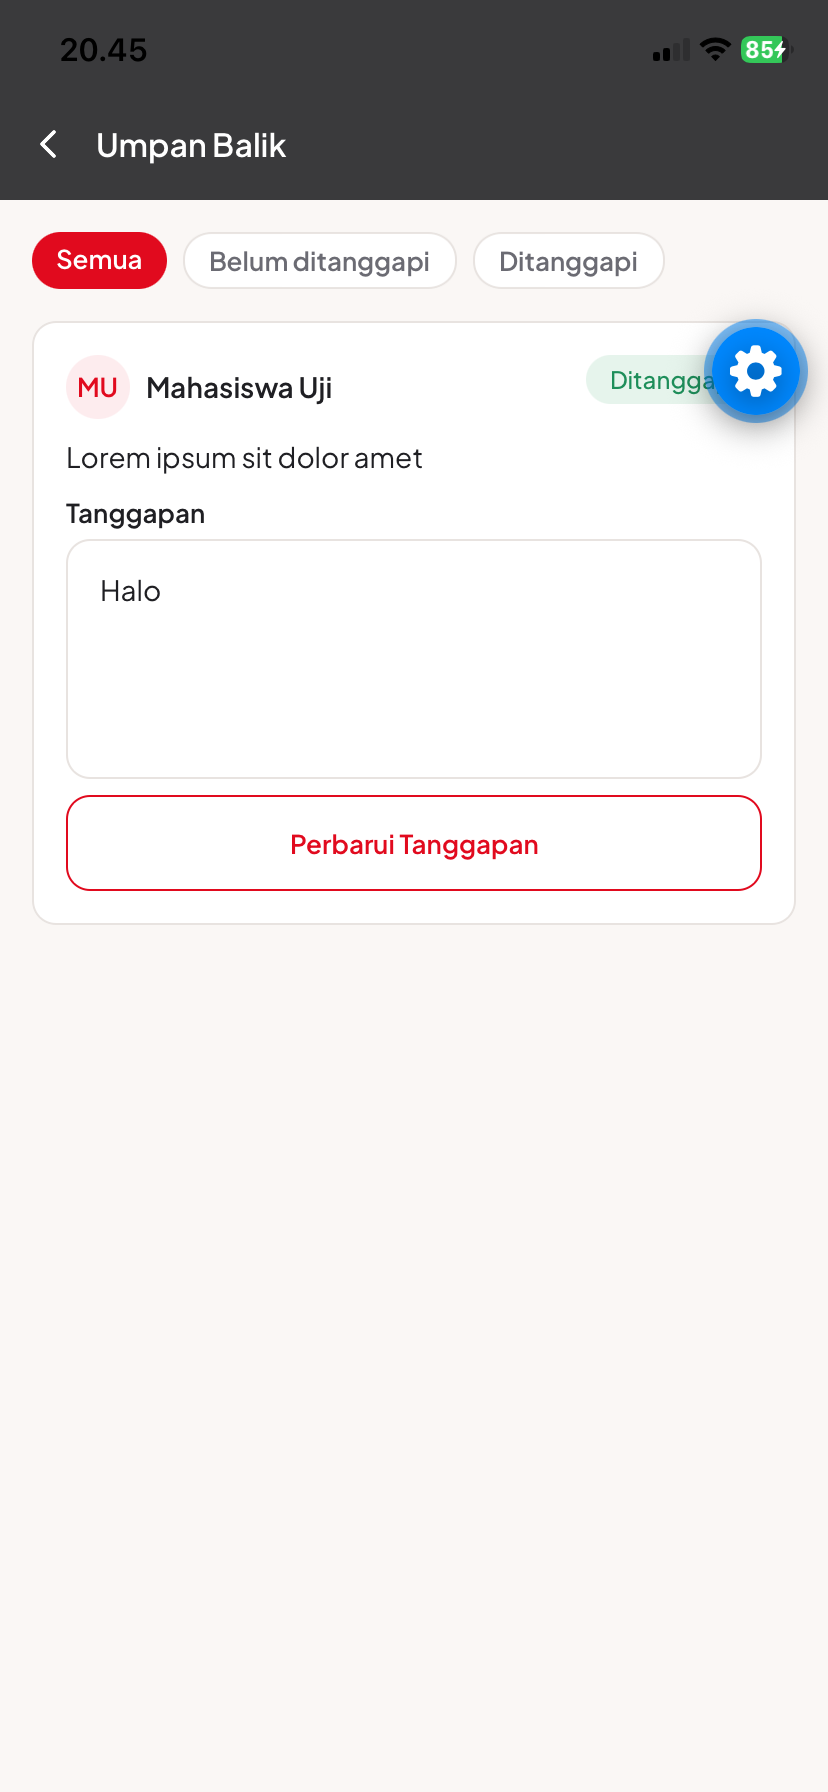 20.45
85
Umpan Balik
Semua
Belum ditanggapi
Ditanggapi
MU
Mahasiswa Uji
Lorem ipsum sit dolor amet
Tanggapan
Halo
Perbarui Tanggapan